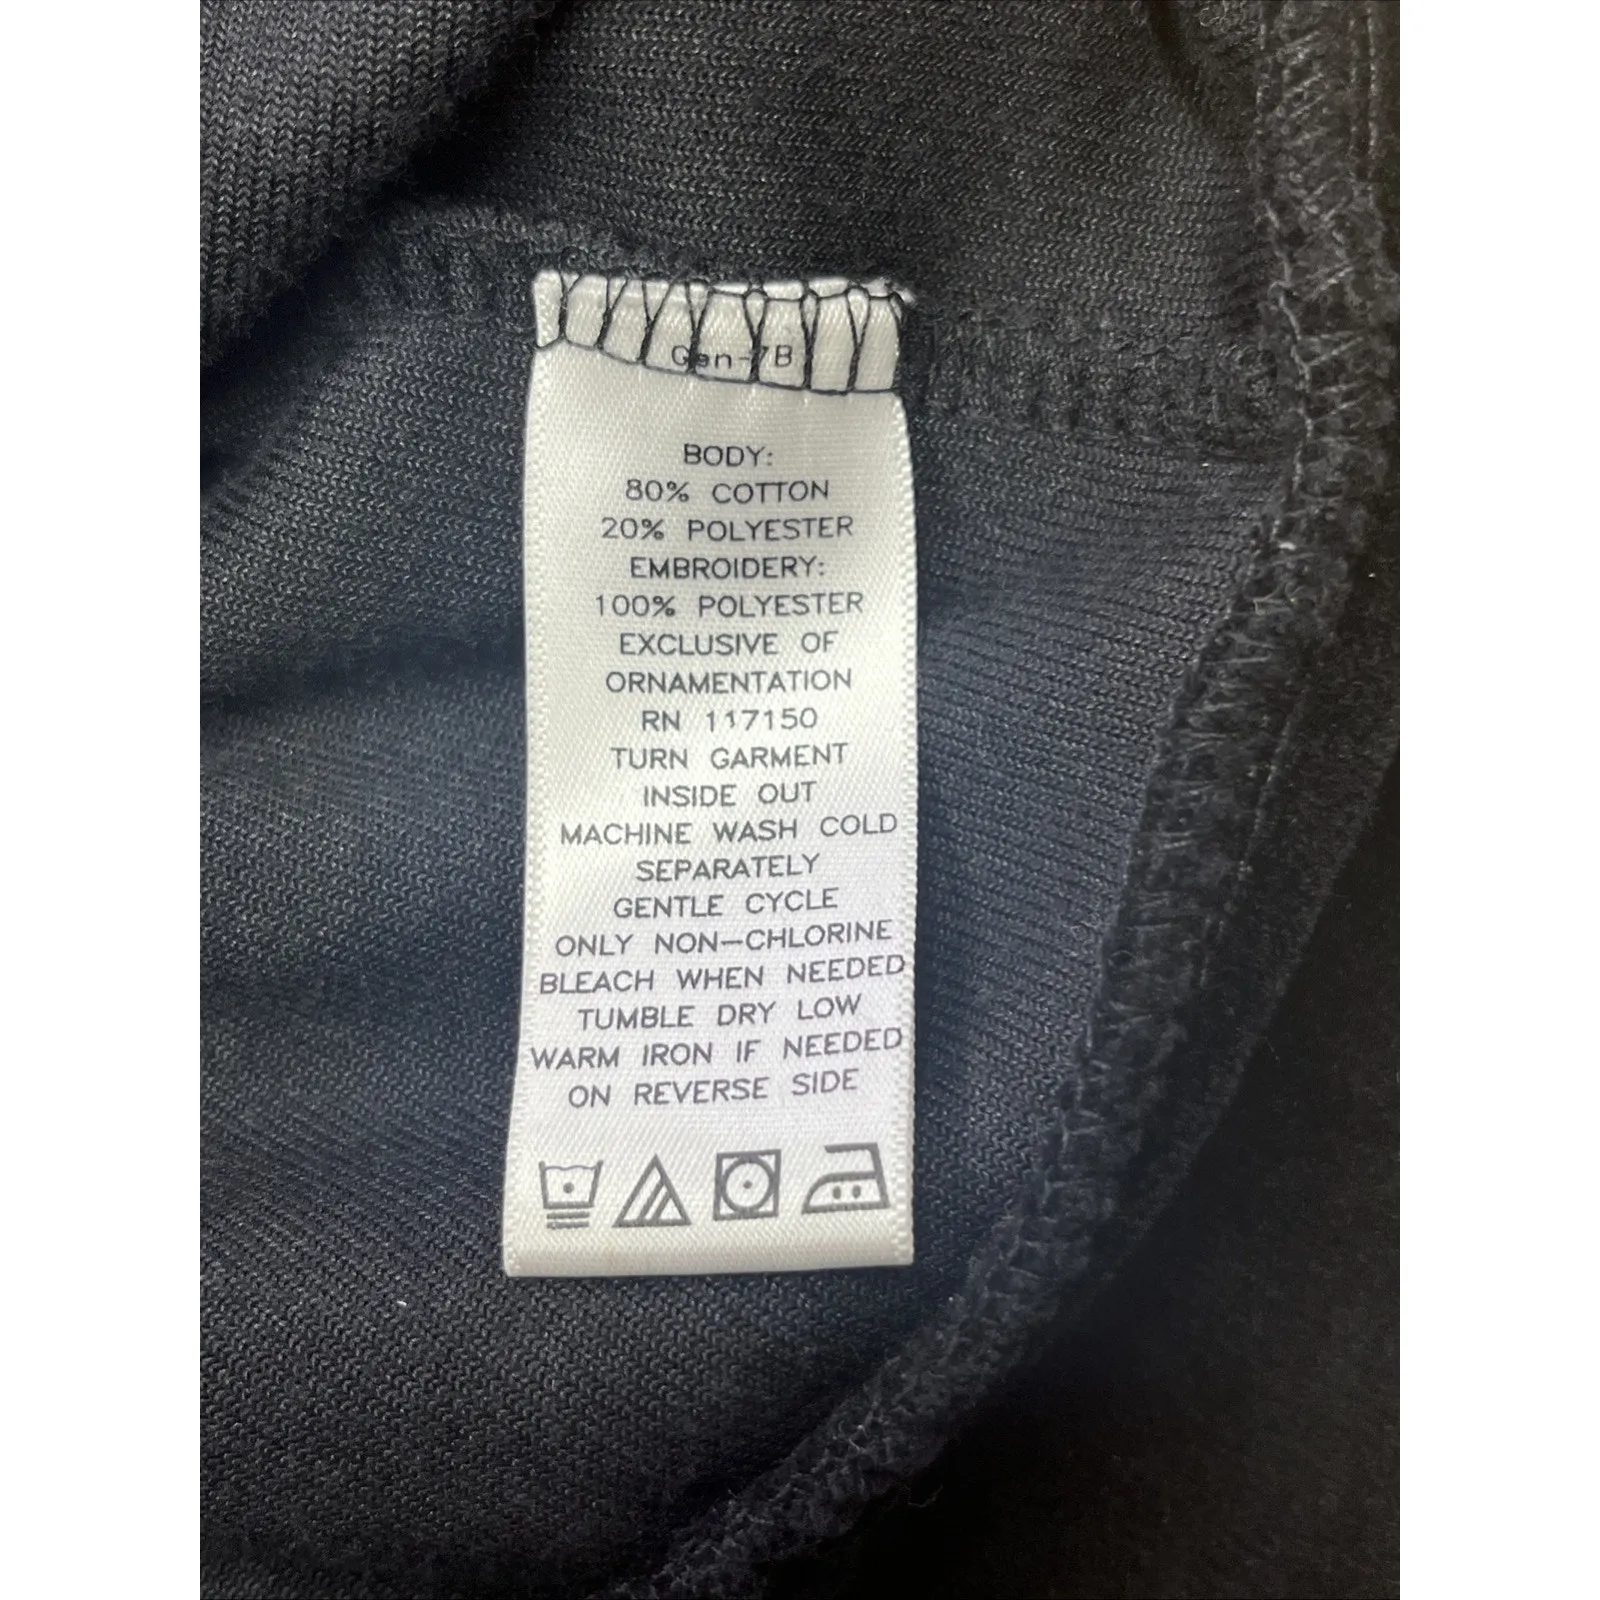 Gen-7B
BODY:
80% COTTON
20% POLYESTER
EMBROIDERY:
100% POLYESTER
EXCLUSIVE OF
ORNAMENTATION
RN 117150
TURN GARMENT
INSIDE OUT
MACHINE WASH COLD
SEPARATELY
GENTLE CYCLE
ONLY NON-CHLORINE
BLEACH WHEN NEEDED
TUMBLE DRY LOW
WARM IRON IF NEEDED
ON REVERSE SIDE